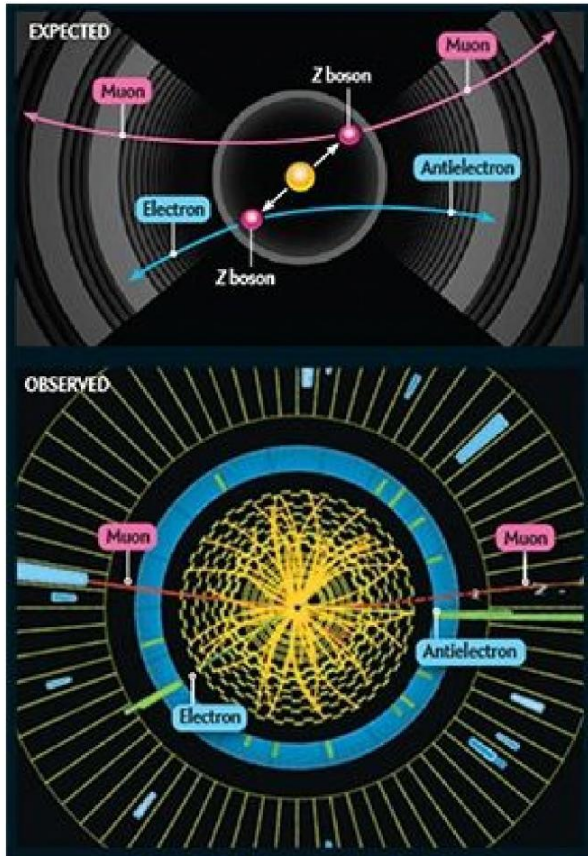 EXPECTED
Muon
Z boson
Muon
Antielectron
Electron
Z boson
OBSERVED
Muon
Muon
Antielectron
Electron